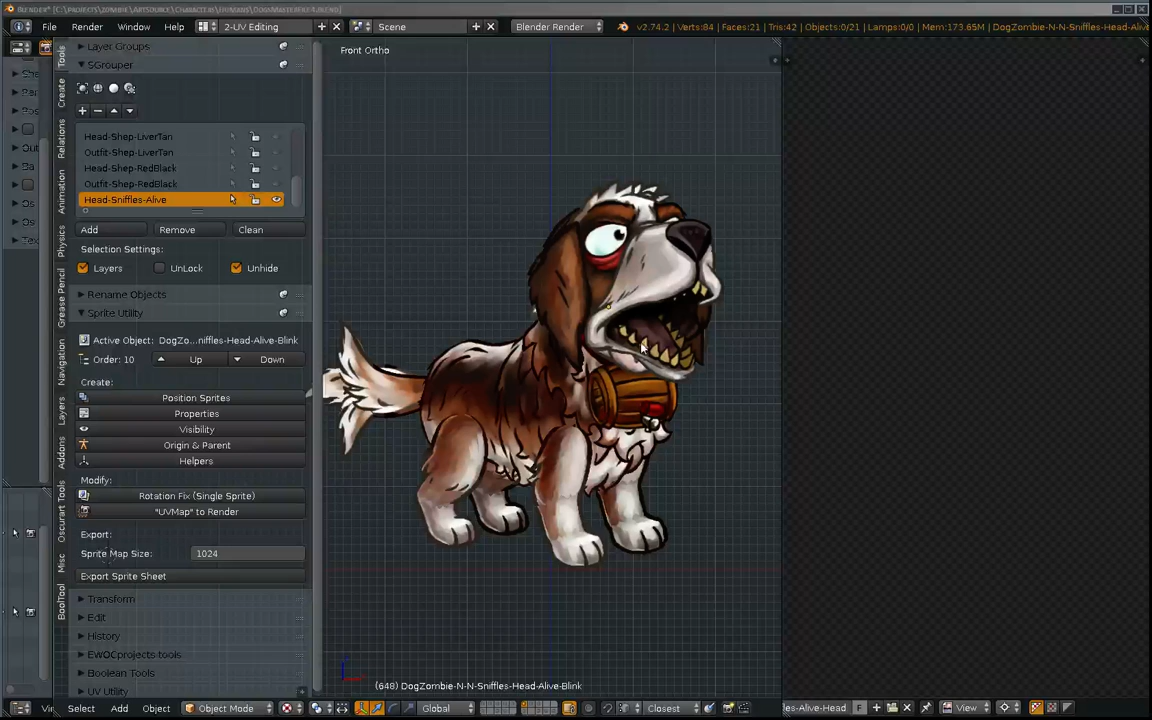 File Render Window Help 2-UV Editing Scene Blender Render v2.74.2 | Verts:84 | Faces:21 | Tris:42 | Objects:0/21 | Mem:173.65M | DogZombie-N-N-Sniffles-Head-Aliv
Tools
Create
Relations
Animation
Physics
Grease Pencil
Navigation
Layers
Addons
Oscurart Tools
Misc
BoolTool
Layer Groups
SGrouper
Head-Shep-LiverTan
Outfit-Shep-LiverTan
Head-Shep-RedBlack
Outfit-Shep-RedBlack
Head-Sniffles-Alive
Add Remove Clean
Selection Settings:
Layers UnLock Unhide
Rename Objects
Sprite Utility
Active Object: DogZo...niffles-Head-Alive-Blink
Order: 10 Up Down
Create:
Position Sprites
Properties
Visibility
Origin & Parent
Helpers
Modify:
Rotation Fix (Single Sprite)
"UVMap" to Render
Export:
Sprite Map Size: 1024
Export Sprite Sheet
Transform
Edit
History
EWOCprojects tools
Boolean Tools
UV Utility
Front Ortho
(648) DogZombie-N-N-Sniffles-Head-Alive-Blink
Select Add Object Object Mode Global Closest
les-Alive-Head F View